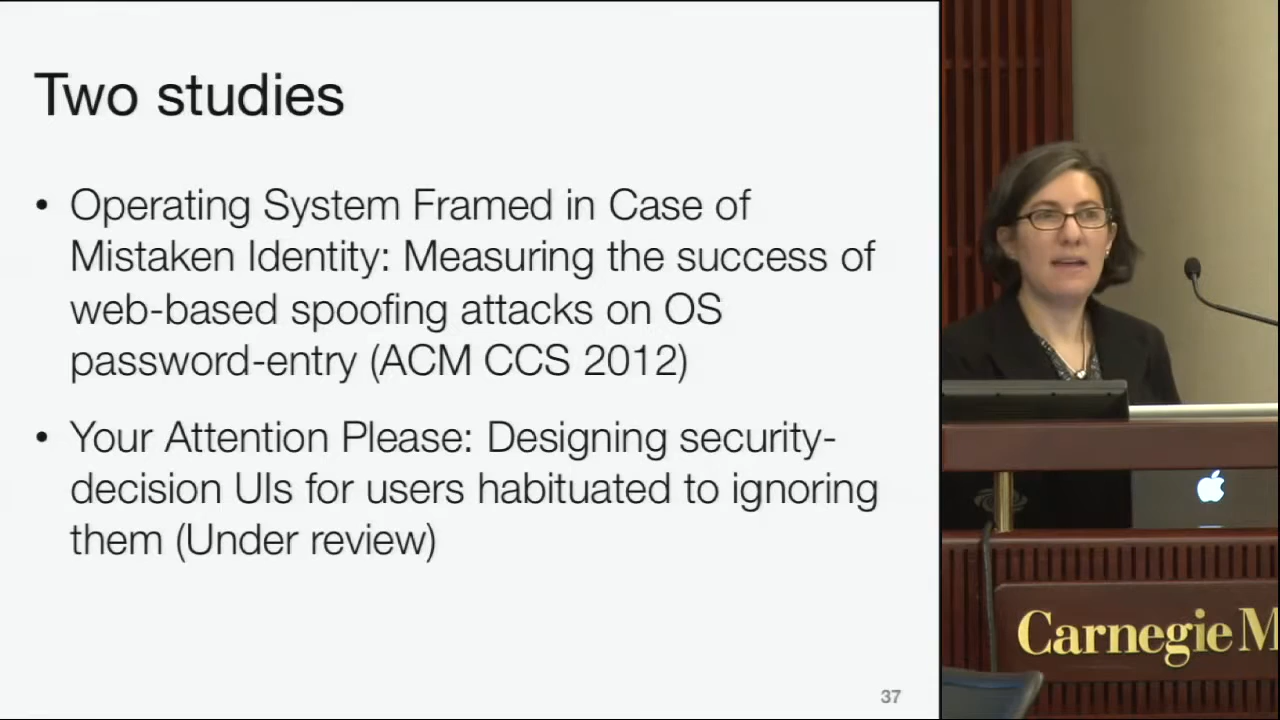 Two studies
• Operating System Framed in Case of
Mistaken Identity: Measuring the success of
web-based spoofing attacks on OS
password-entry (ACM CCS 2012)
• Your Attention Please: Designing security-
decision UIs for users habituated to ignoring
them (Under review)
37
Carnegie M